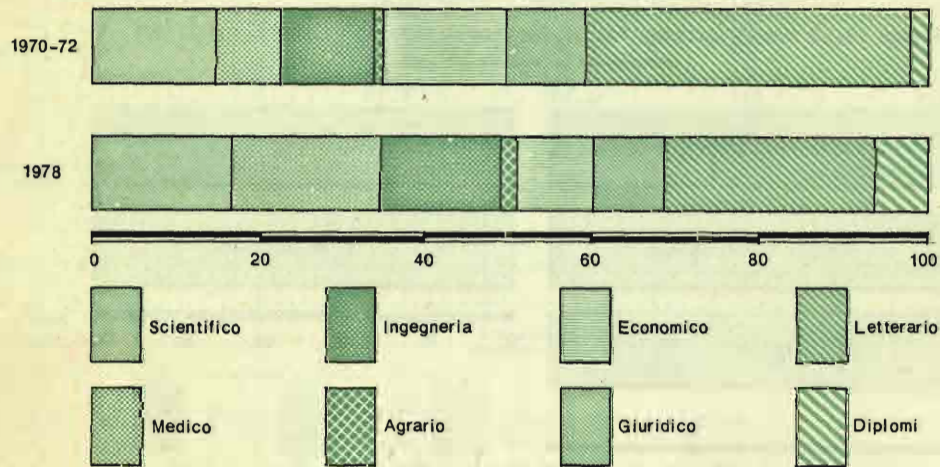 1970-72
1978
0 20 40 60 80 100
Scientifico Ingegneria Economico Letterario
Medico Agrario Giuridico Diplomi